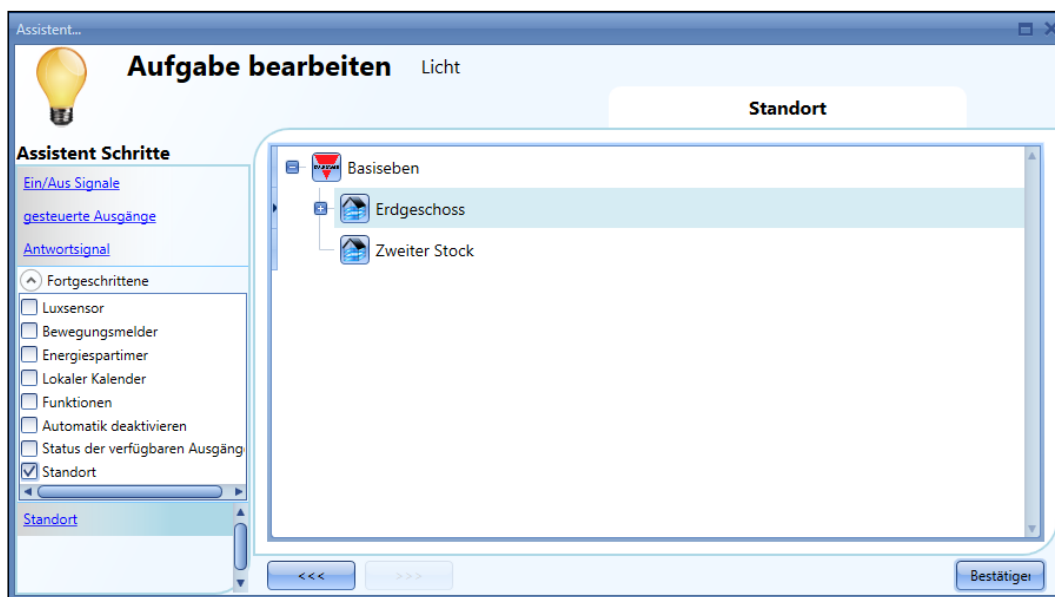 Assistent...
Aufgabe bearbeiten Licht
Standort
Assistent Schritte
Ein/Aus Signale
gesteuerte Ausgänge
Antwortsignal
Fortgeschrittene
Luxsensor
Bewegungsmelder
Energiespartimer
Lokaler Kalender
Funktionen
Automatik deaktivieren
Status der verfügbaren Ausgäng
Standort
Standort
Basiseben
Erdgeschoss
Zweiter Stock
<<< >>>
Bestätiger